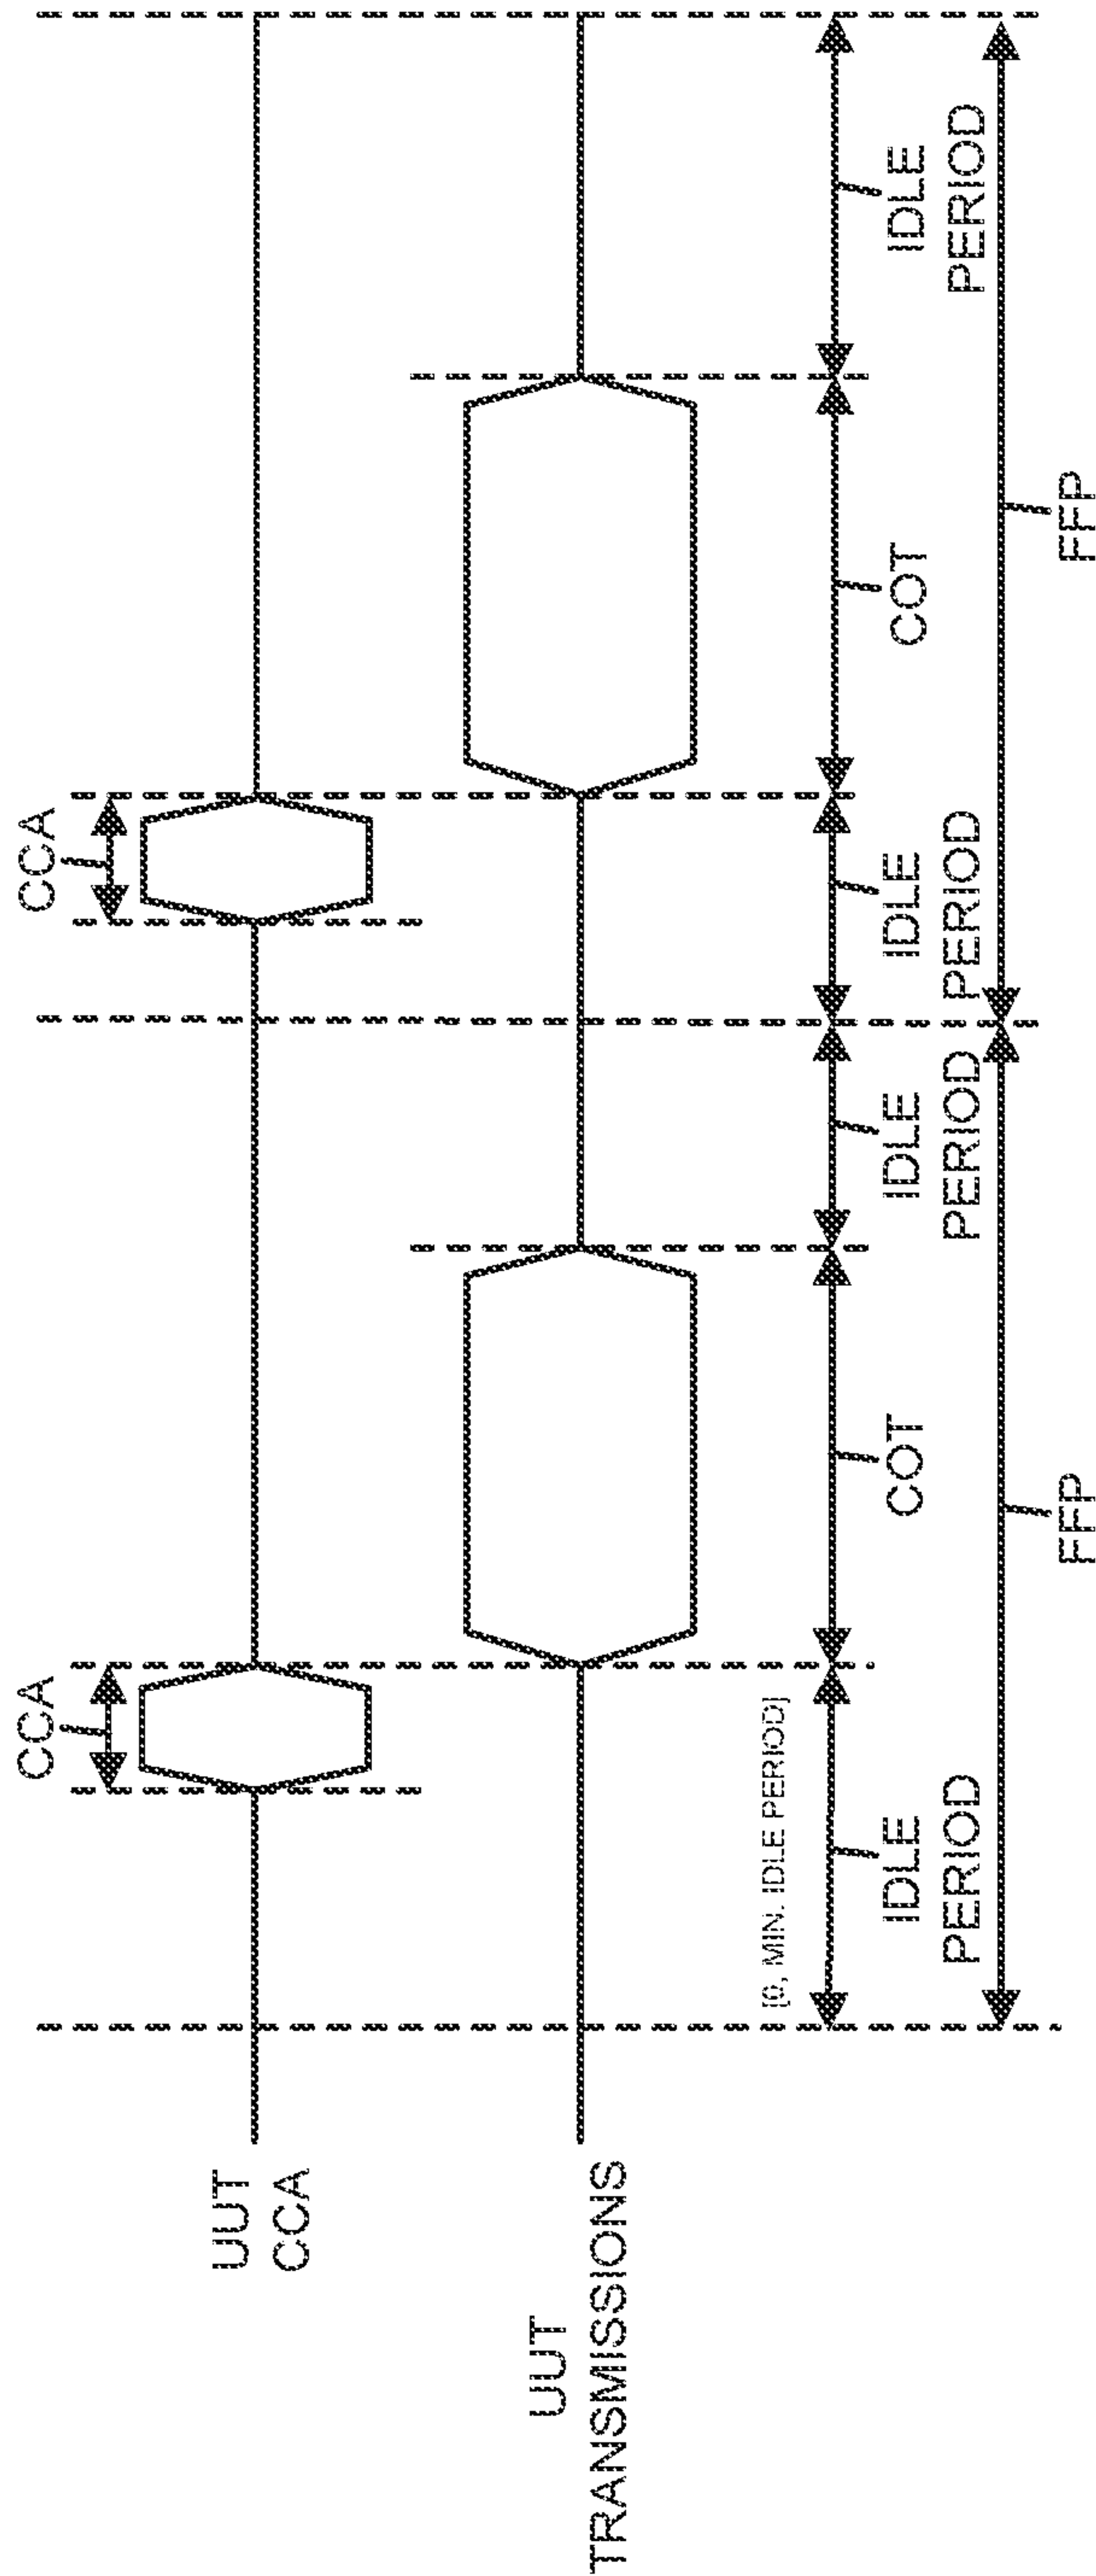 CCA
CCA
UUT
CCA
UUT
TRANSMISSIONS
[0, MIN. IDLE PERIOD]
IDLE
PERIOD
COT
IDLE
PERIOD
IDLE
PERIOD
COT
IDLE
PERIOD
FFP
FFP